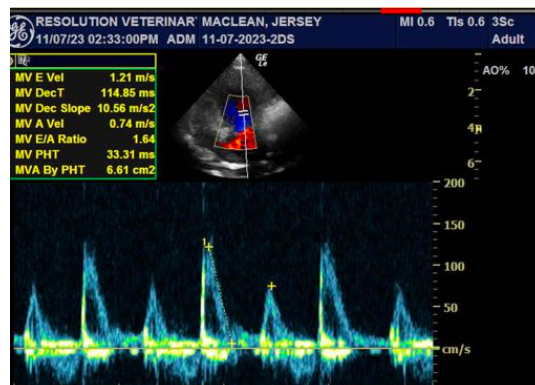 RESOLUTION VETERINAR' MACLEAN, JERSEY MI 0.6 TIs 0.6 3Sc
11/07/23 02:33:00PM ADM 11-07-2023-2DS Adult
AO% 10
MV E Vel 1.21 m/s
MV DecT 114.85 ms
MV Dec Slope 10.56 m/s2
MV A Vel 0.74 m/s
MV E/A Ratio 1.64
MV PHT 33.31 ms
MVA By PHT 6.61 cm2
2
4
6
200
150
100
50
cm/s
1